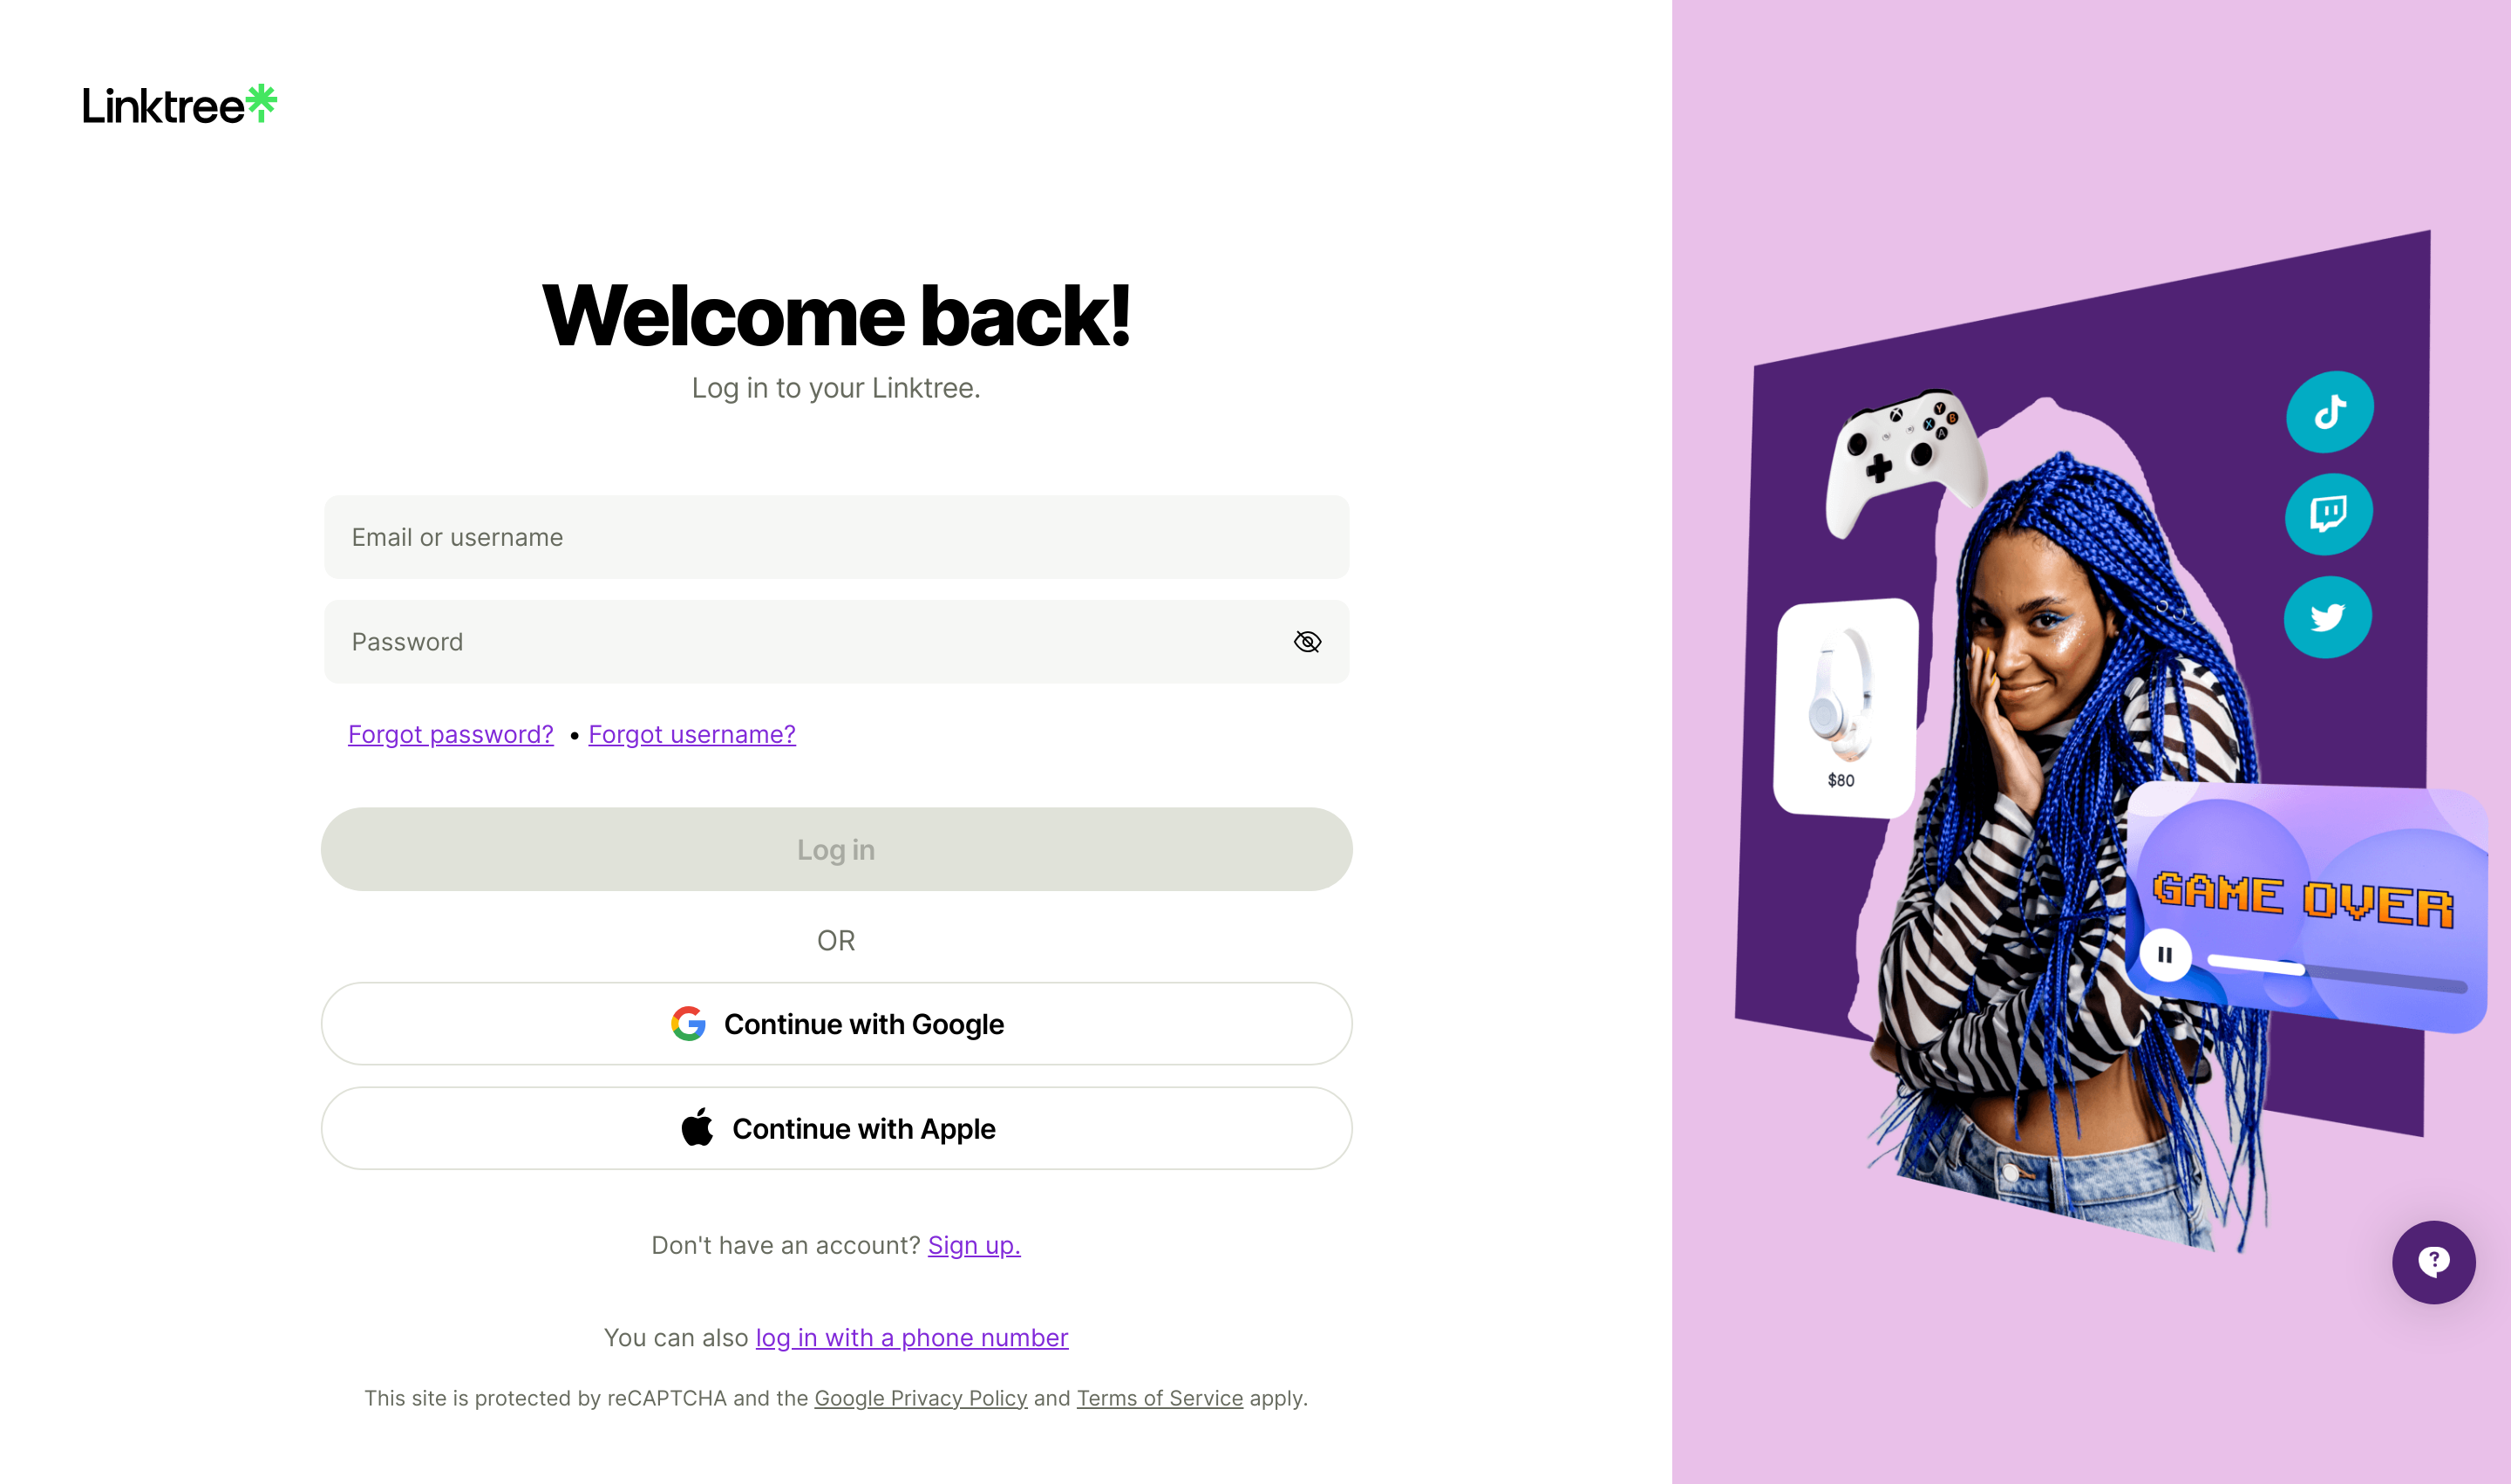 Linktree
Welcome back!
Log in to your Linktree.
Email or username
Password
Forgot password? • Forgot username?
Log in
OR
Continue with Google
Continue with Apple
Don't have an account? Sign up.
You can also log in with a phone number
This site is protected by reCAPTCHA and the Google Privacy Policy and Terms of Service apply.
Y
B
X
A
$80
GAME OVER
?